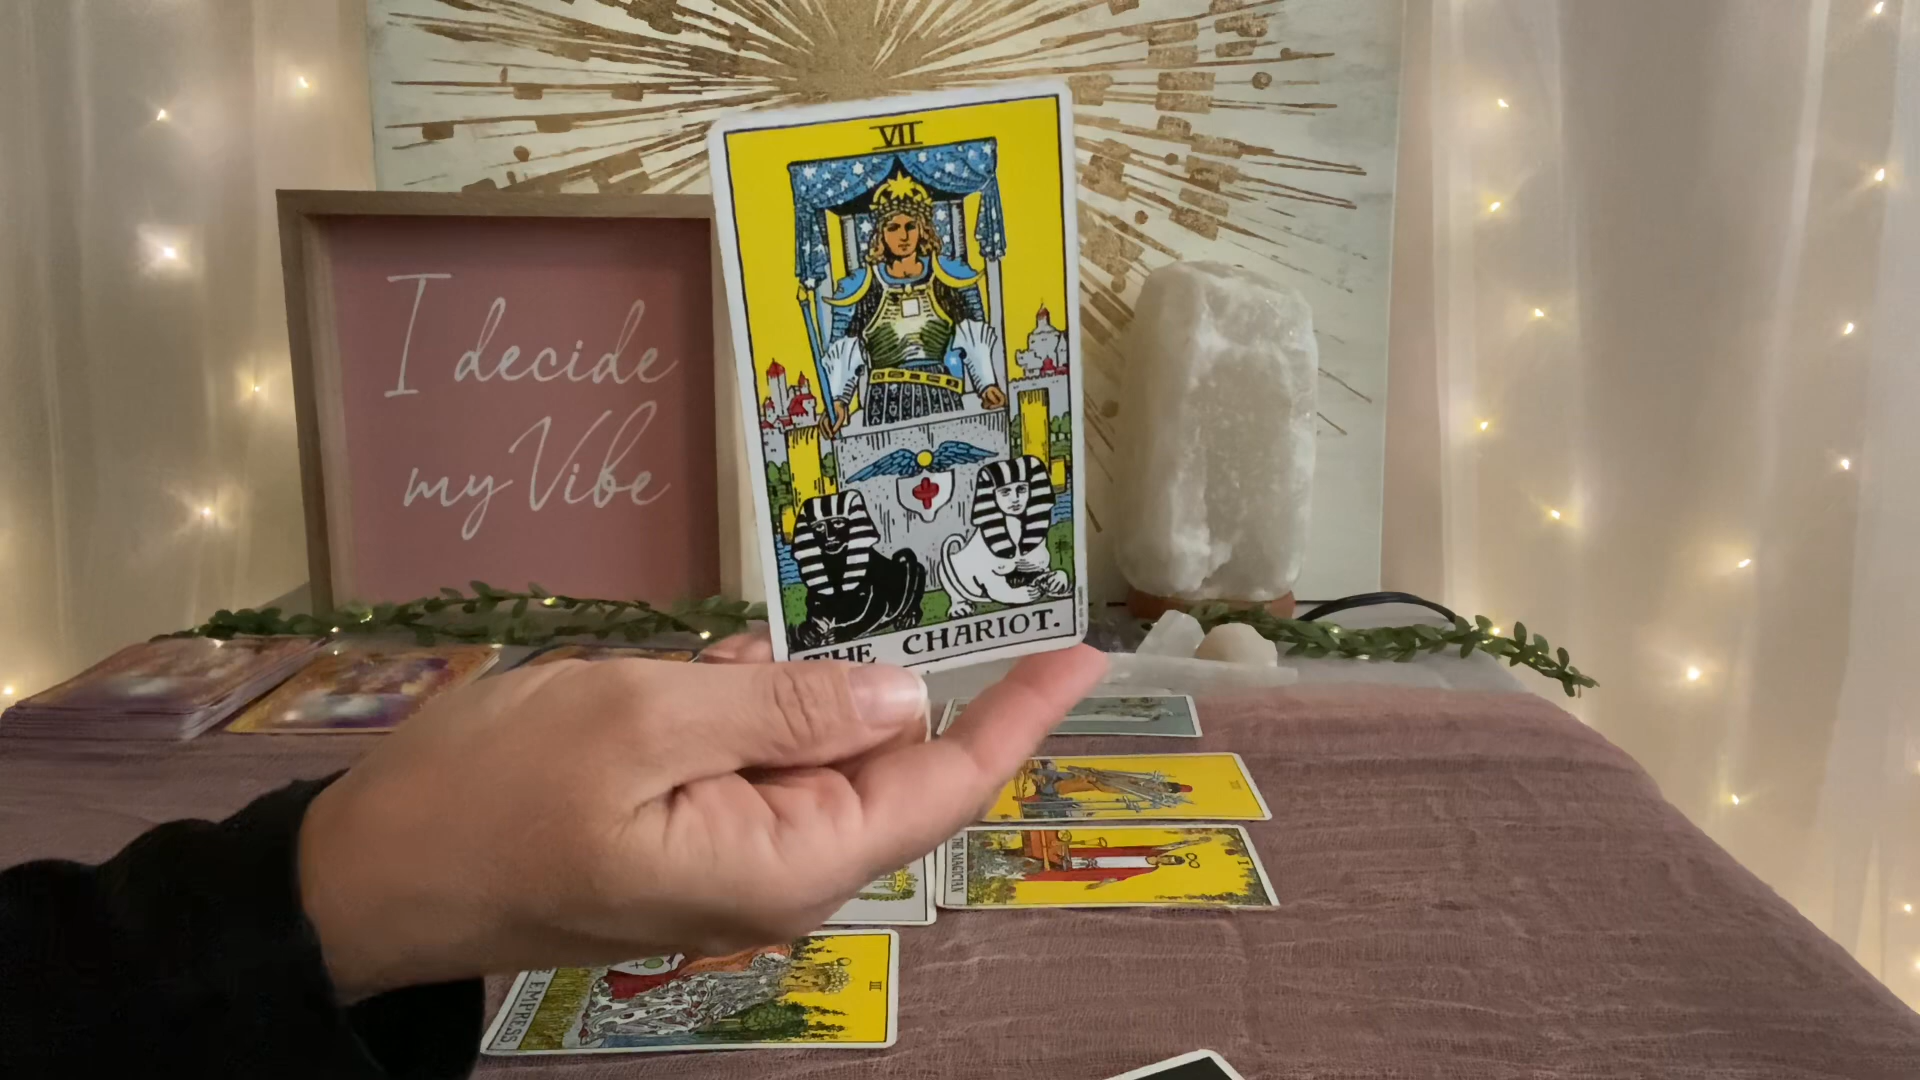 I decide
my Vibe
VII
THE CHARIOT.
THE MAGICIAN
I
EMPRESS.
III